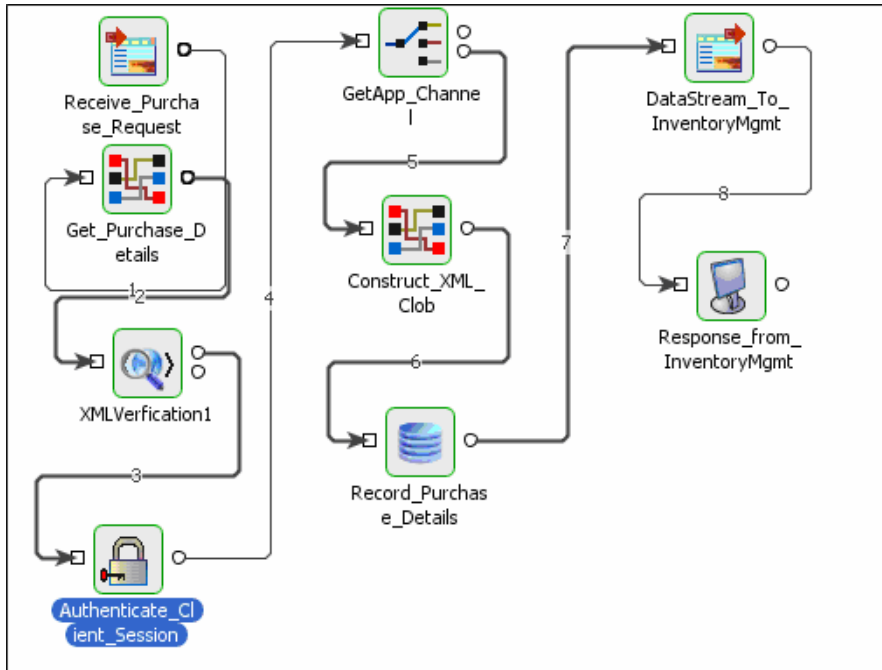 Receive_Purcha
se_Request
Get_Purchase_D
etails
1
2
XMLVerfication1
3
Authenticate_Cl
ient_Session
4
GetApp_Channe
l
5
Construct_XML_
Clob
6
Record_Purchas
e_Details
7
DataStream_To_
InventoryMgmt
8
Response_from_
InventoryMgmt